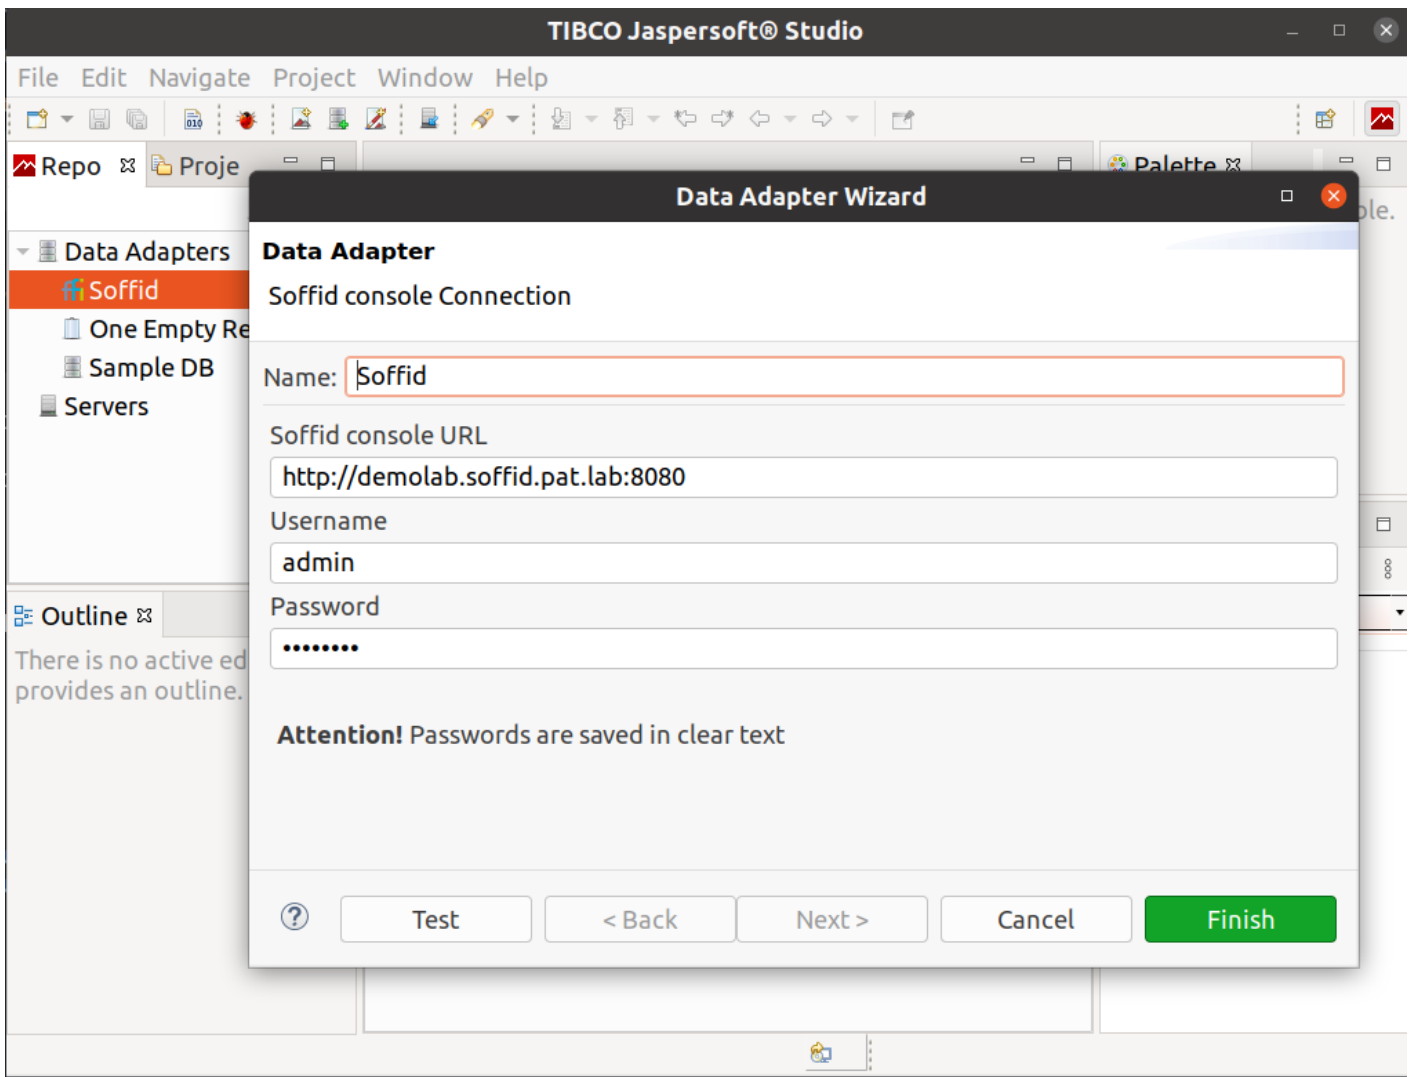 TIBCO Jaspersoft® Studio
File Edit Navigate Project Window Help
010
Repo Proje Palette
Data Adapter Wizard
ple.
Data Adapters
Soffid
One Empty Re
Sample DB
Servers
Data Adapter
Soffid console Connection
Name: Soffid
Soffid console URL
http://demolab.soffid.pat.lab:8080
Username
admin
Password
••••••••
Attention! Passwords are saved in clear text
Outline
There is no active ed
provides an outline.
? Test < Back Next > Cancel Finish